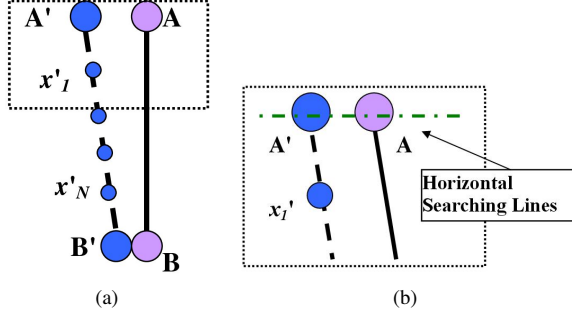 A' A
x'1
x'N
B' B
(a)
A' A
x1'
Horizontal
Searching Lines
(b)